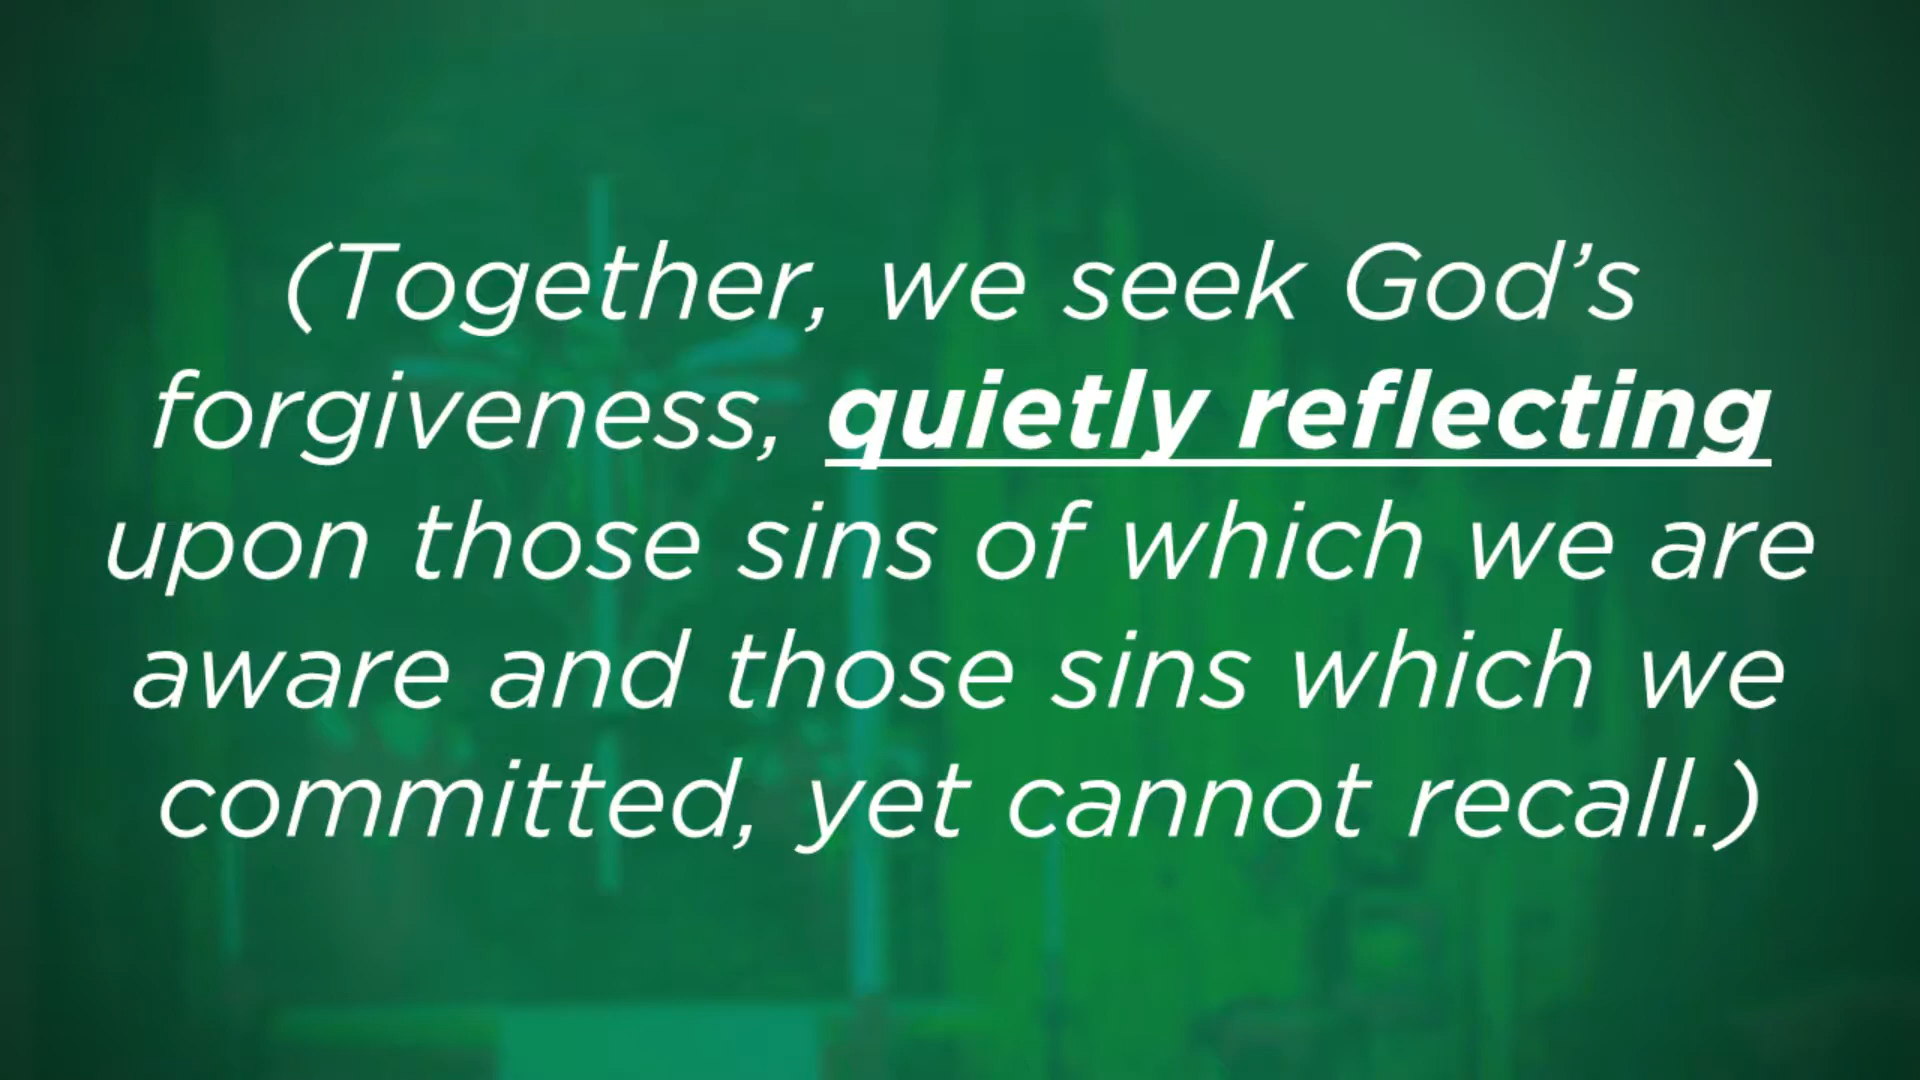 (Together, we seek God’s
forgiveness, quietly reflecting
upon those sins of which we are
aware and those sins which we
committed, yet cannot recall.)